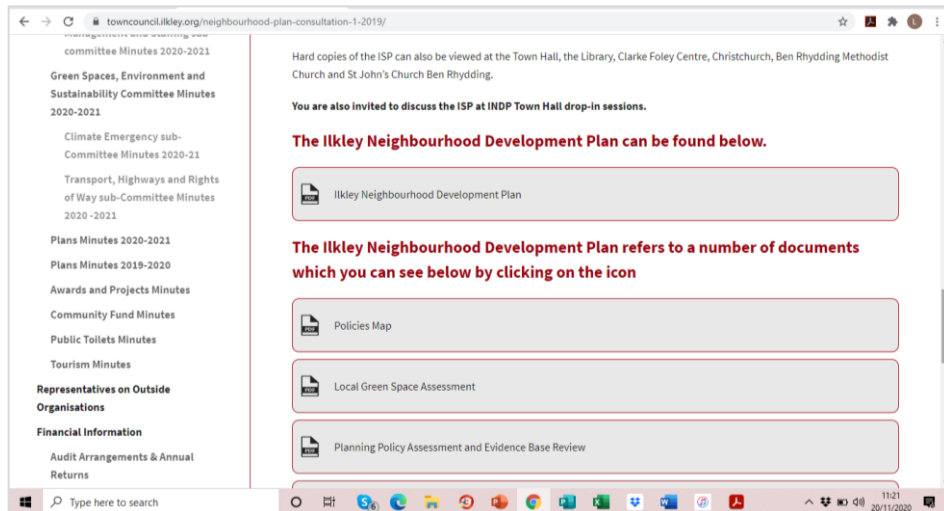 towncouncil.ilkley.org/neighbourhood-plan-consultation-1-2019/
Management and Staffing sub-
committee Minutes 2020-2021
Green Spaces, Environment and
Sustainability Committee Minutes
2020-2021
Climate Emergency sub-
Committee Minutes 2020-21
Transport, Highways and Rights
of Way sub-Committee Minutes
2020 -2021
Plans Minutes 2020-2021
Plans Minutes 2019-2020
Awards and Projects Minutes
Community Fund Minutes
Public Toilets Minutes
Tourism Minutes
Representatives on Outside
Organisations
Financial Information
Audit Arrangements & Annual
Returns
Hard copies of the ISP can also be viewed at the Town Hall, the Library, Clarke Foley Centre, Christchurch, Ben Rhydding Methodist
Church and St John's Church Ben Rhydding.
You are also invited to discuss the ISP at INDP Town Hall drop-in sessions.
The Ilkley Neighbourhood Development Plan can be found below.
PDF
Ilkley Neighbourhood Development Plan
The Ilkley Neighbourhood Development Plan refers to a number of documents
which you can see below by clicking on the icon
PDF
Policies Map
PDF
Local Green Space Assessment
PDF
Planning Policy Assessment and Evidence Base Review
Type here to search
11:21
20/11/2020